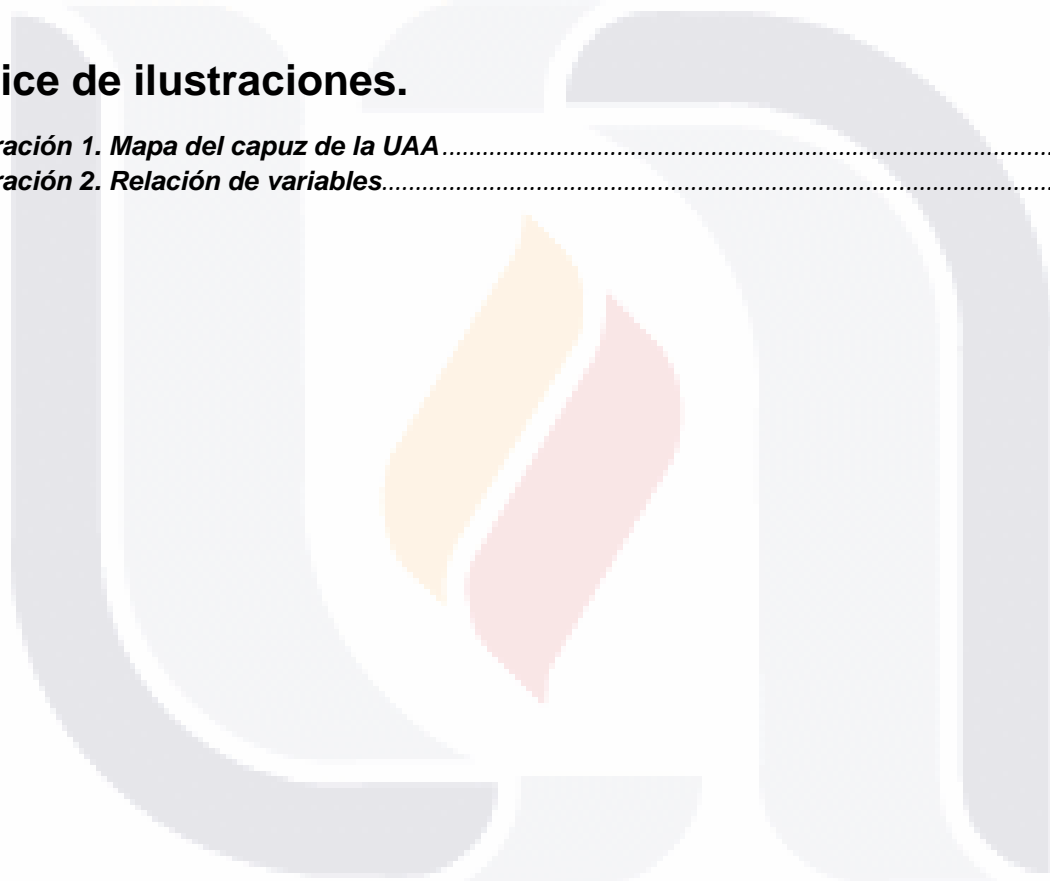 ice de ilustraciones.
ración 1. Mapa del capuz de la UAA........................................................................................................
ración 2. Relación de variables....................................................................................................................